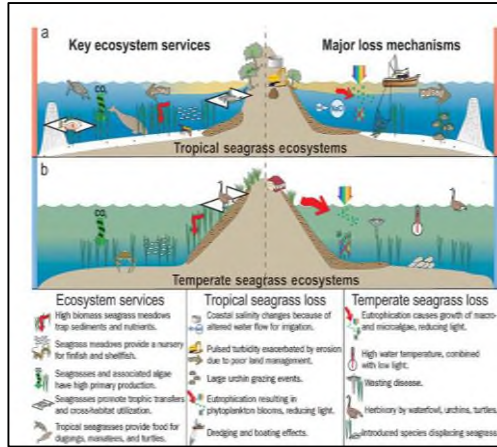 Key ecosystem services
Major loss mechanisms
a
CO₂
NaCl
Tropical seagrass ecosystems
b
CO₂
Temperate seagrass ecosystems
Ecosystem services
High biomass seagrass meadows
trap sediments and nutrients.
Seagrass meadows provide a nursery
for finfish and shellfish.
Seagrasses and associated algae
have high primary production.
Seagrasses promote trophic transfers
and cross-habitat utilization.
Tropical seagrasses provide food for
dugongs, manatees, and turtles.
Tropical seagrass loss
Coastal salinity changes because of
altered water flow for irrigation.
Pulsed turbidity exacerbated by erosion
due to poor land management.
Large urchin grazing events.
Eutrophication resulting in
phytoplankton blooms, reducing light.
Dredging and boating effects.
Temperate seagrass loss
Eutrophication causes growth of macro-
and microalgae, reducing light.
High water temperature, combined
with low light.
Wasting disease.
Herbivory by waterfowl, urchins, turtles.
Introduced species displacing seagrass.